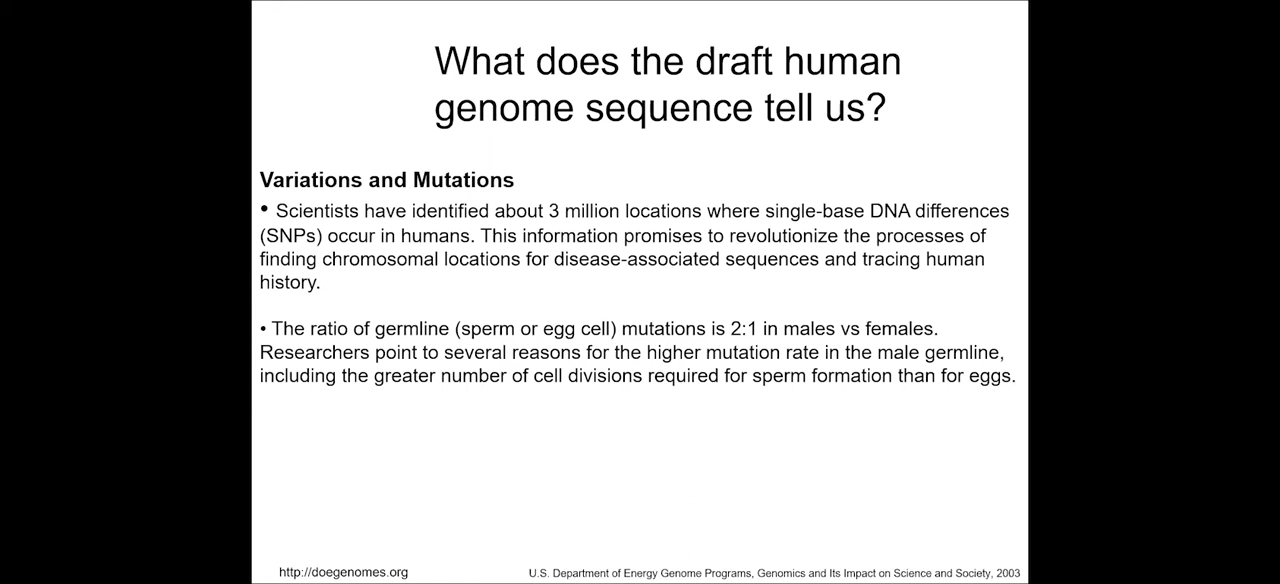 What does the draft human
genome sequence tell us?
Variations and Mutations
• Scientists have identified about 3 million locations where single-base DNA differences
(SNPs) occur in humans. This information promises to revolutionize the processes of
finding chromosomal locations for disease-associated sequences and tracing human
history.
• The ratio of germline (sperm or egg cell) mutations is 2:1 in males vs females.
Researchers point to several reasons for the higher mutation rate in the male germline,
including the greater number of cell divisions required for sperm formation than for eggs.
http://doegenomes.org
U.S. Department of Energy Genome Programs, Genomics and Its Impact on Science and Society, 2003